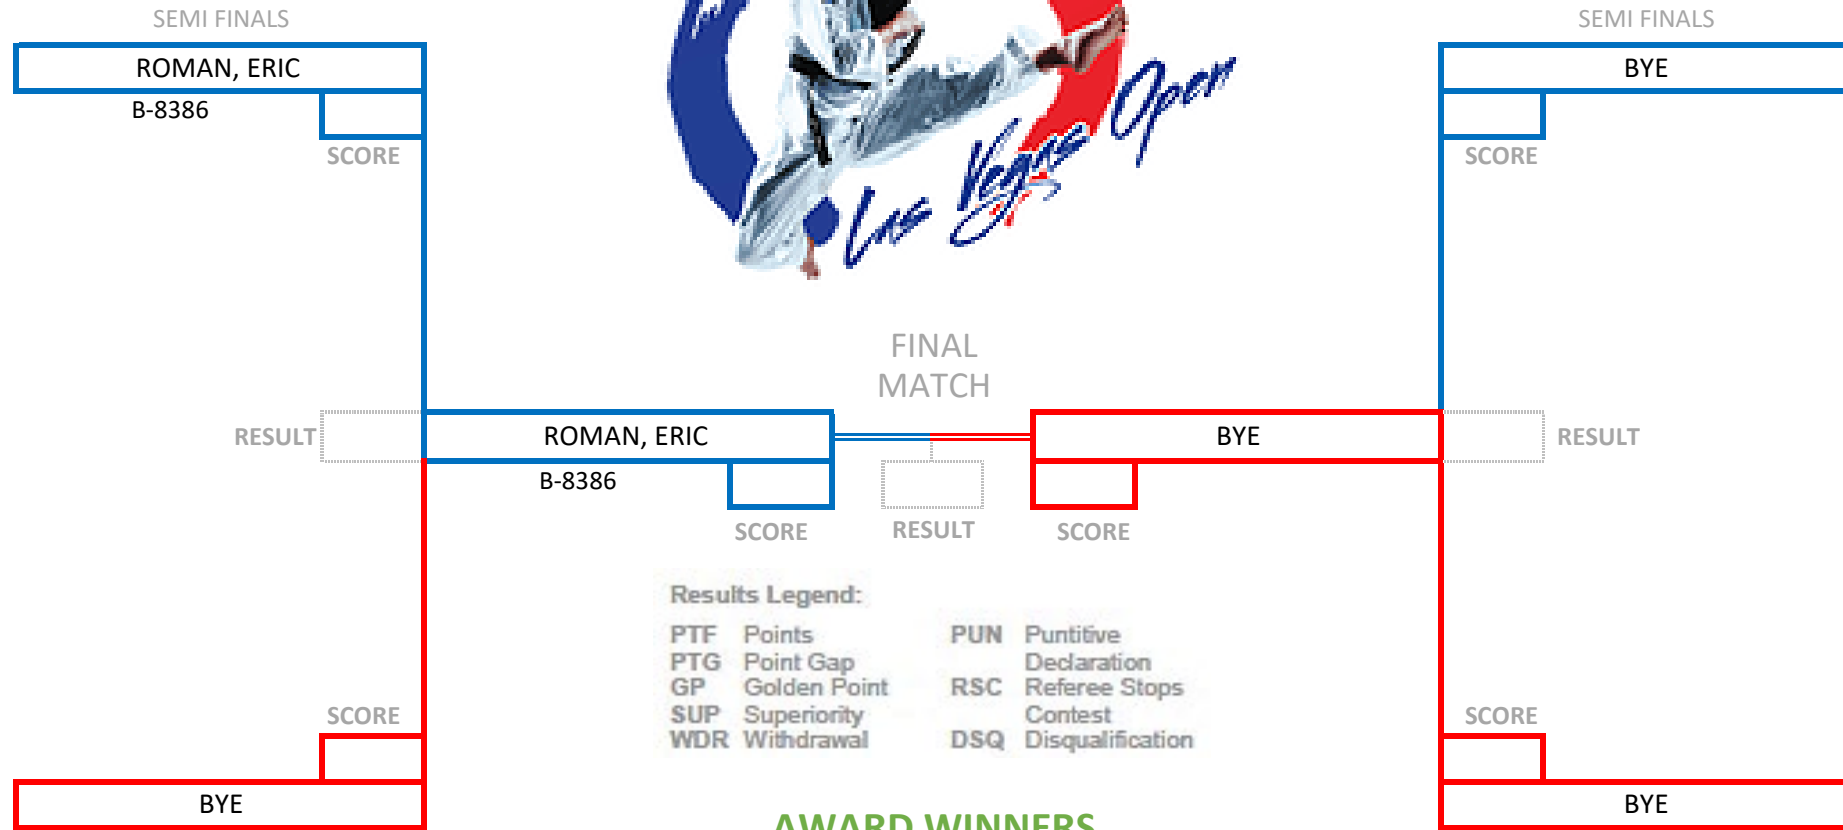 SEMI FINALS
SEMI FINALS
ROMAN, ERIC
BYE
B-8386
SCORE
SCORE
Las Vegas Open
FINAL
MATCH
RESULT
ROMAN, ERIC
BYE
RESULT
B-8386
SCORE
RESULT
SCORE
Results Legend:
PTF Points
PTG Point Gap
GP Golden Point
SUP Superiority
WDR Withdrawal
PUN Puntitive
Declaration
RSC Referee Stops
Contest
DSQ Disqualification
SCORE
SCORE
BYE
BYE
AWARD WINNERS